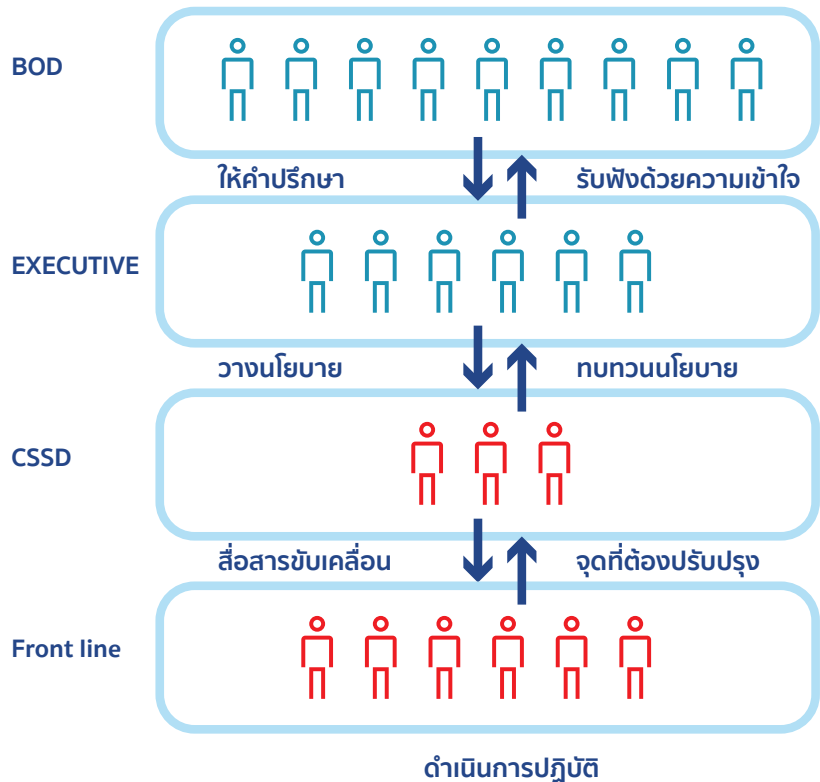 BOD
ให้คำปรึกษา
รับฟังด้วยความเข้าใจ
EXECUTIVE
วางนโยบาย
ทบทวนนโยบาย
CSSD
สื่อสารขับเคลื่อน
จุดที่ต้องปรับปรุง
Front line
ดำเนินการปฏิบัติ